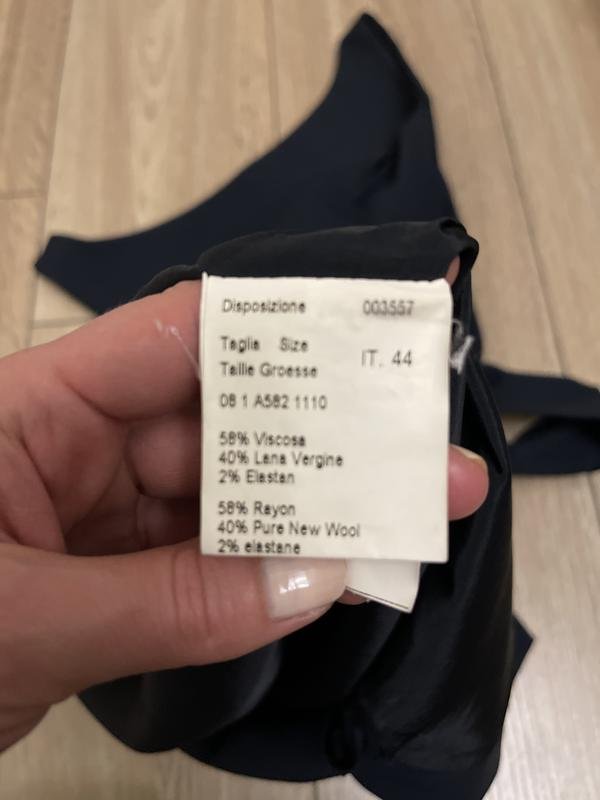 Disposizione 003557
Taglia Size
IT. 44
Taille Groesse
08 1 A582 1110
58% Viscosa
40% Lana Vergine
2% Elastan
58% Rayon
40% Pure New Wool
2% elastane